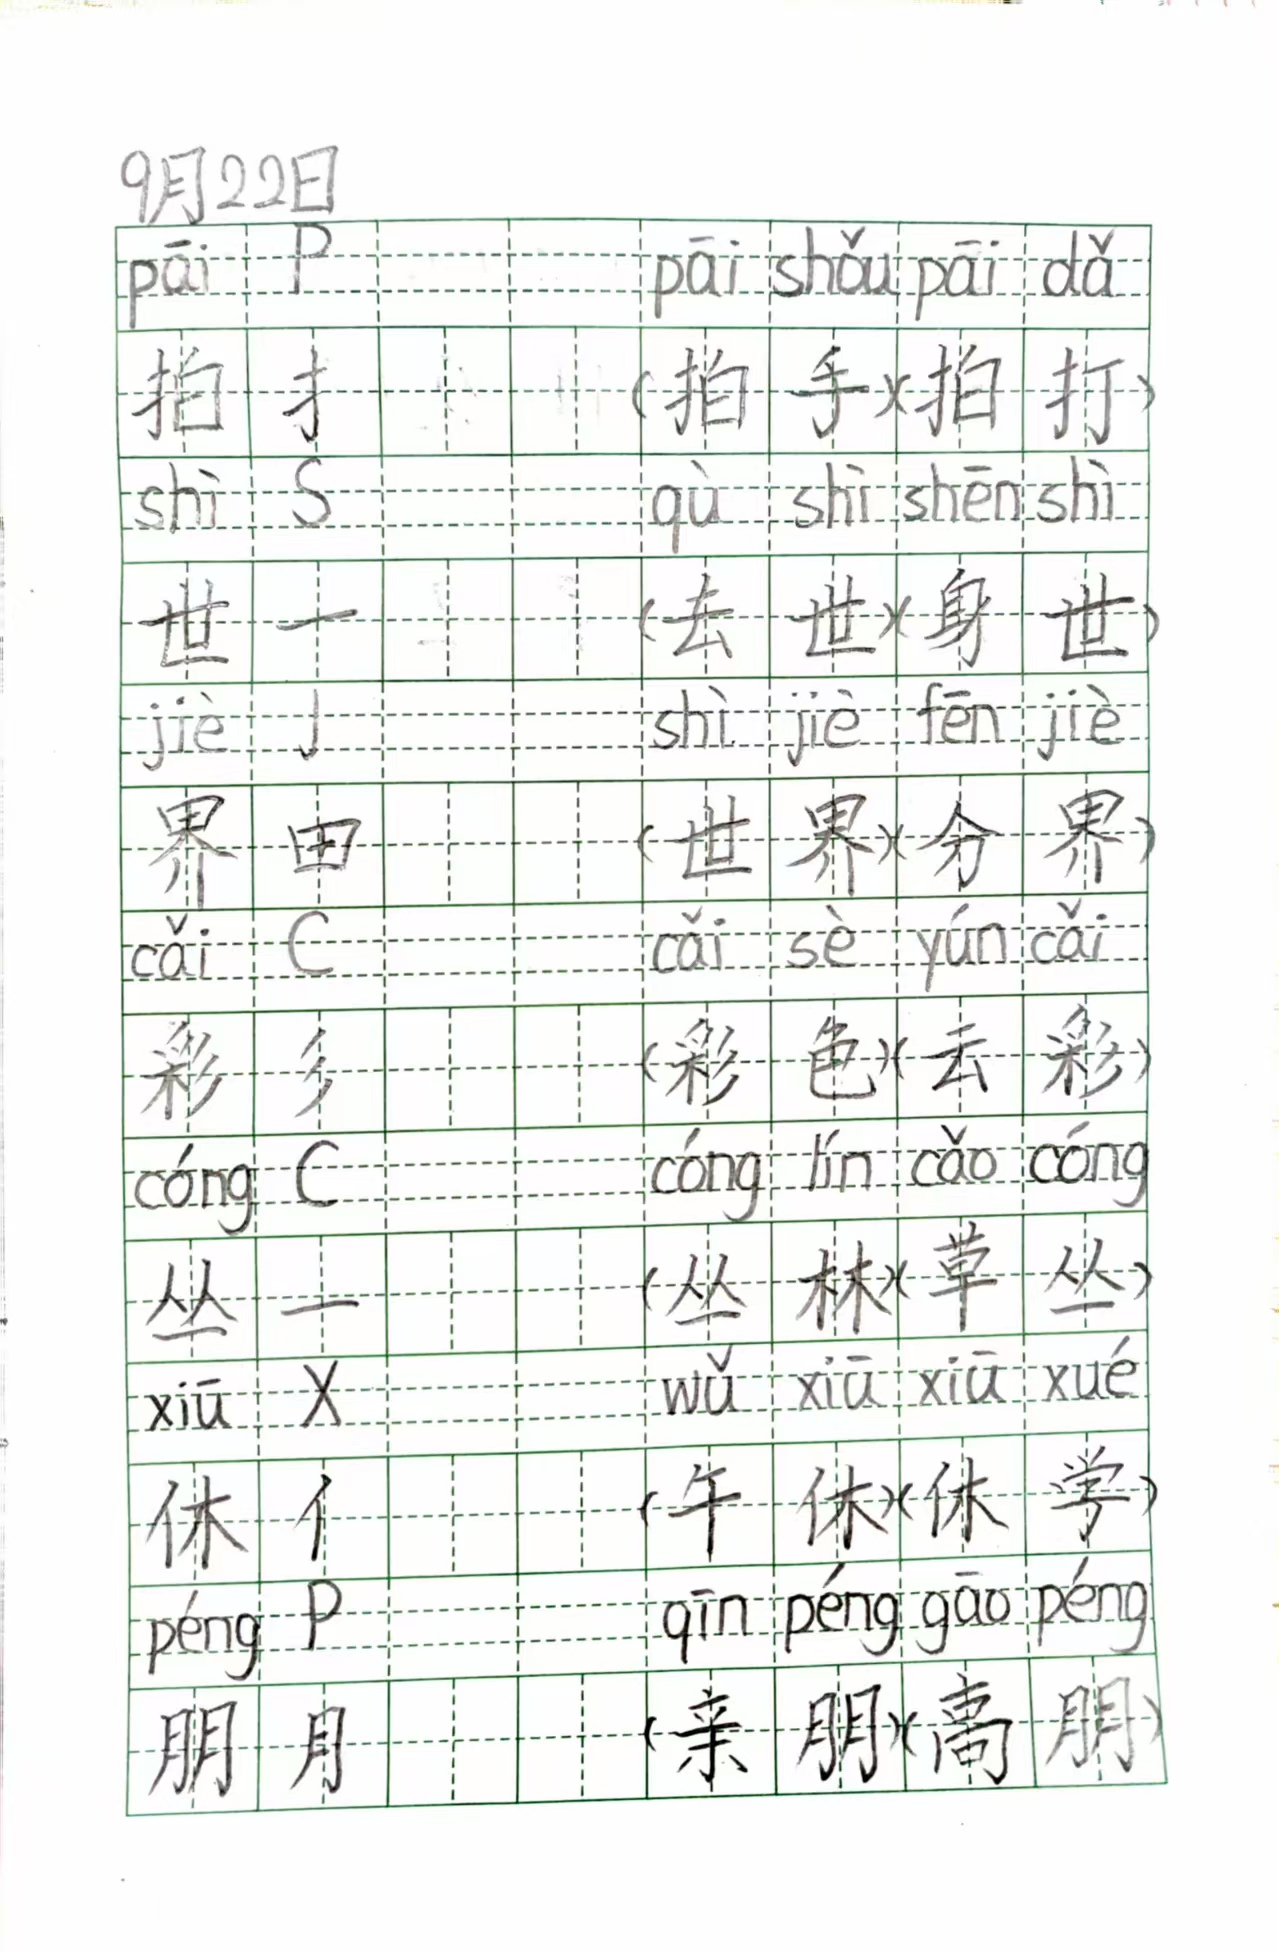 9月22日
pāi P pāi shǒu pāi dǎ
拍 扌 (拍手)(拍打)
shì S qù shì shēn shì
世 一 (去世)(身世)
jiè J shì jiè fēn jiè
界 田 (世界)(分界)
cǎi C cǎi sè yún cǎi
彩 彡 (彩色)(云彩)
cóng C cóng lín cǎo cóng
丛 一 (丛林)(草丛)
xiū X wǔ xiū xiū xué
休 亻 (午休)(休学)
péng P qīn péng gāo péng
朋 月 (亲朋)(高朋)